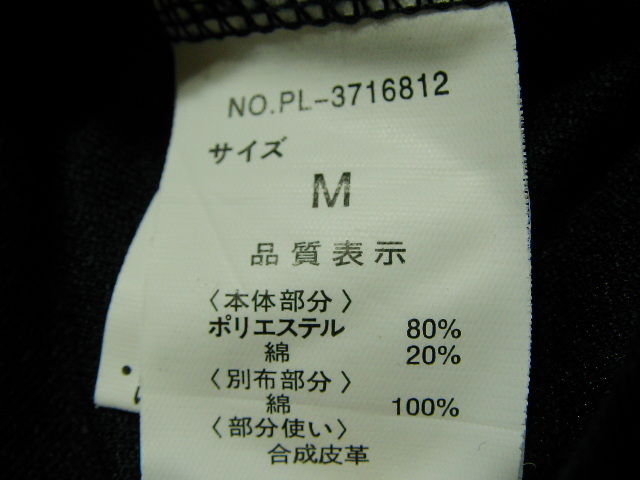 NO.PL-3716812
サイズ
M
品質表示
〈本体部分〉
ポリエステル 80%
綿 20%
〈別布部分〉
綿 100%
〈部分使い〉
合成皮革